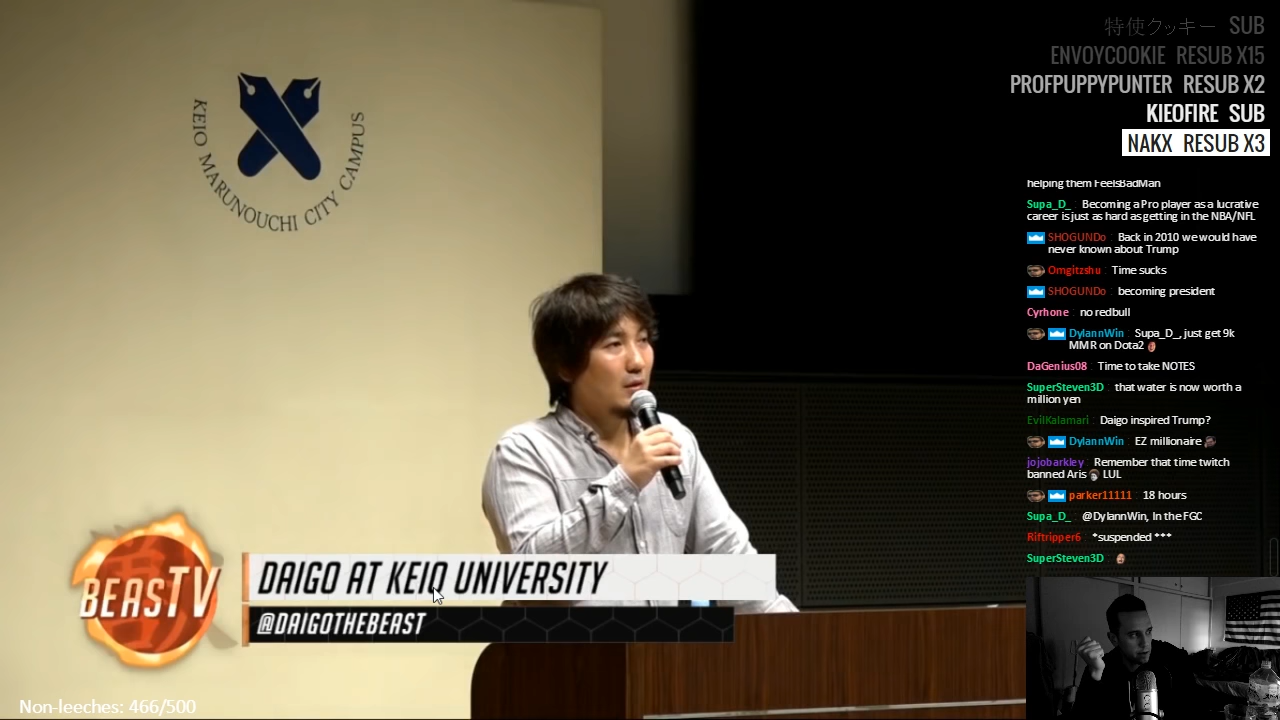 KEIO MARUNOUCHI CITY CAMPUS
BEASTV
DAIGO AT KEIO UNIVERSITY
@DAIGOTHEBEAST
Non-leeches: 466/500
特使クッキー SUB
ENVOYCOOKIE RESUB X15
PROFPUPPYPUNTER RESUB X2
KIEOFIRE SUB
NAKX RESUB X3
helping them FeelsBadMan
Supa_D_ : Becoming a Pro player as a lucrative
career is just as hard as getting in the NBA/NFL
SHOGUNDo : Back in 2010 we would have
never known about Trump
Omgitzshu : Time sucks
SHOGUNDo : becoming president
Cyrhone : no redbull
DylannWin : Supa_D_, just get 9k
MMR on Dota2
DaGenius08 : Time to take NOTES
SuperSteven3D : that water is now worth a
million yen
EvilKalamari : Daigo inspired Trump?
DylannWin : EZ millionaire
jojobarkley : Remember that time twitch
banned Aris LUL
parker11111 : 18 hours
Supa_D_ : @DylannWin, In the FGC
Riftripper6 : *suspended ***
SuperSteven3D :